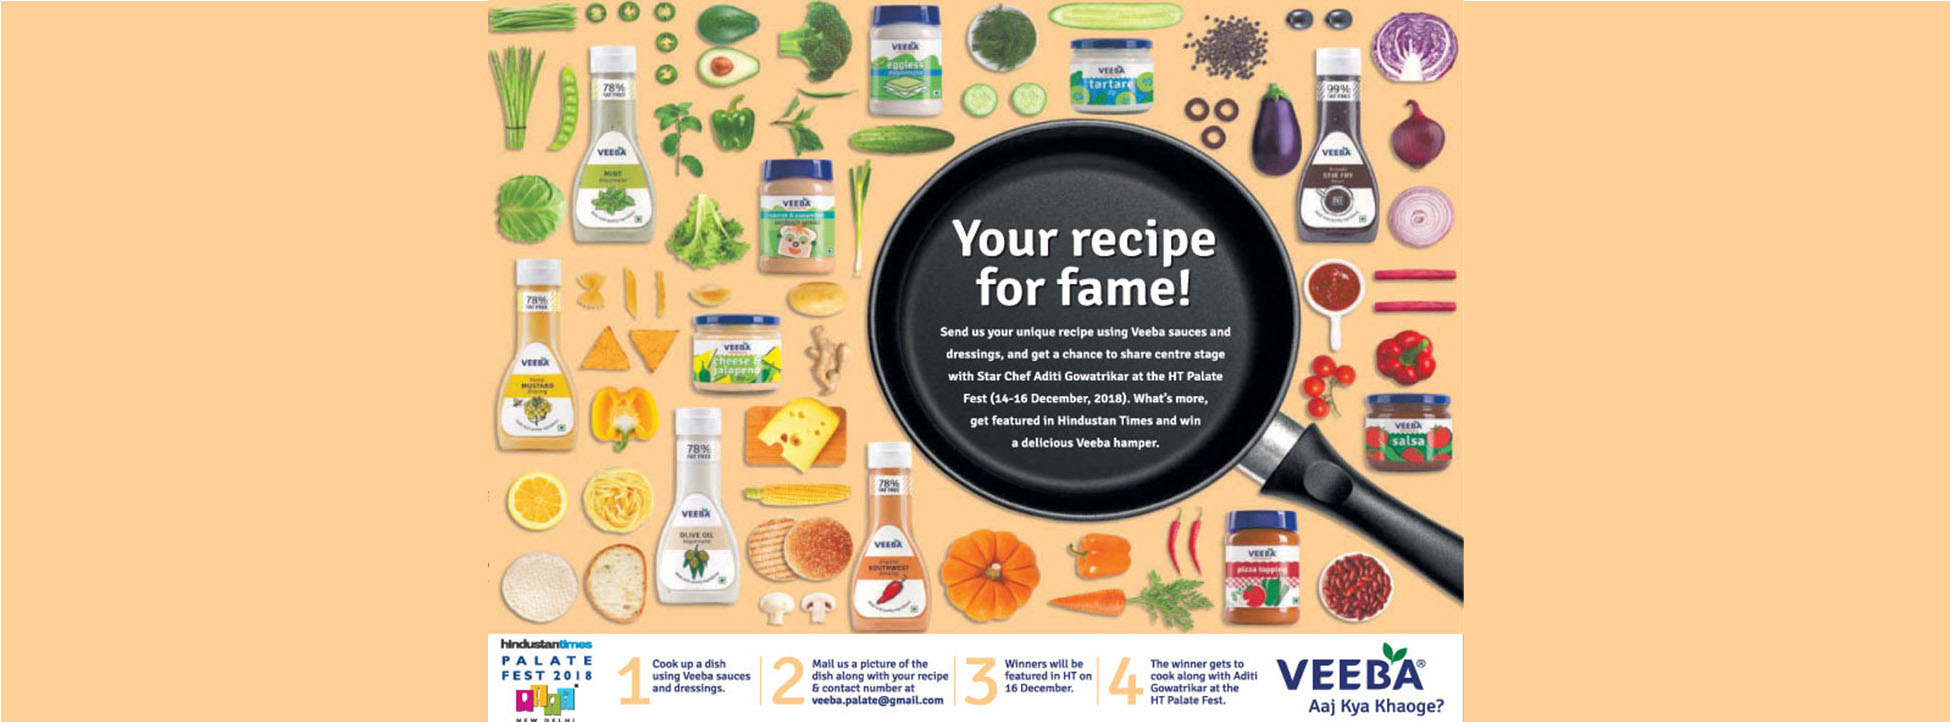 VEEBA
eggless
mayonnaise
VEEBA
tartare
78%
FAT FREE
VEEBA
MINT
99%
FAT FREE
VEEBA
STIR FRY
VEEBA
sandwich spread
Your recipe
for fame!
Send us your unique recipe using Veeba sauces and
dressings, and get a chance to share centre stage
with Star Chef Aditi Gowatrikar at the HT Palate
Fest (14-16 December, 2018). What's more,
get featured in Hindustan Times and win
a delicious Veeba hamper.
78%
FAT FREE
VEEBA
MUSTARD
VEEBA
cheese &
jalapeno
78%
FAT FREE
VEEBA
OLIVE OIL
78%
FAT FREE
VEEBA
SOUTHWEST
VEEBA
salsa
VEEBA
pizza topping
hindustantimes
PALATE
FEST 2018
NEW DELHI
1
Cook up a dish
using Veeba sauces
and dressings.
2
Mail us a picture of the
dish along with your recipe
& contact number at
veeba.palate@gmail.com
3
Winners will be
featured in HT on
16 December.
4
The winner gets to
cook along with Aditi
Gowatrikar at the
HT Palate Fest.
VEEBA®
Aaj Kya Khaoge?